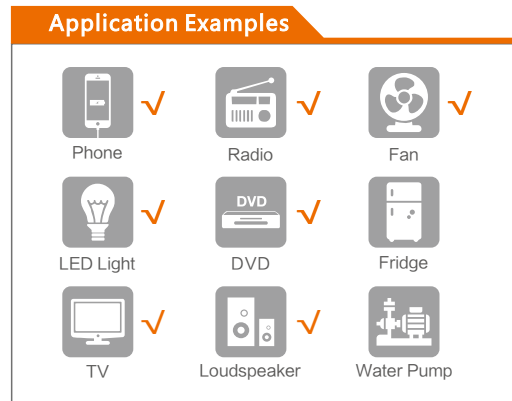 Application Examples
Phone
Radio
Fan
LED Light
DVD
DVD
Fridge
TV
Loudspeaker
Water Pump